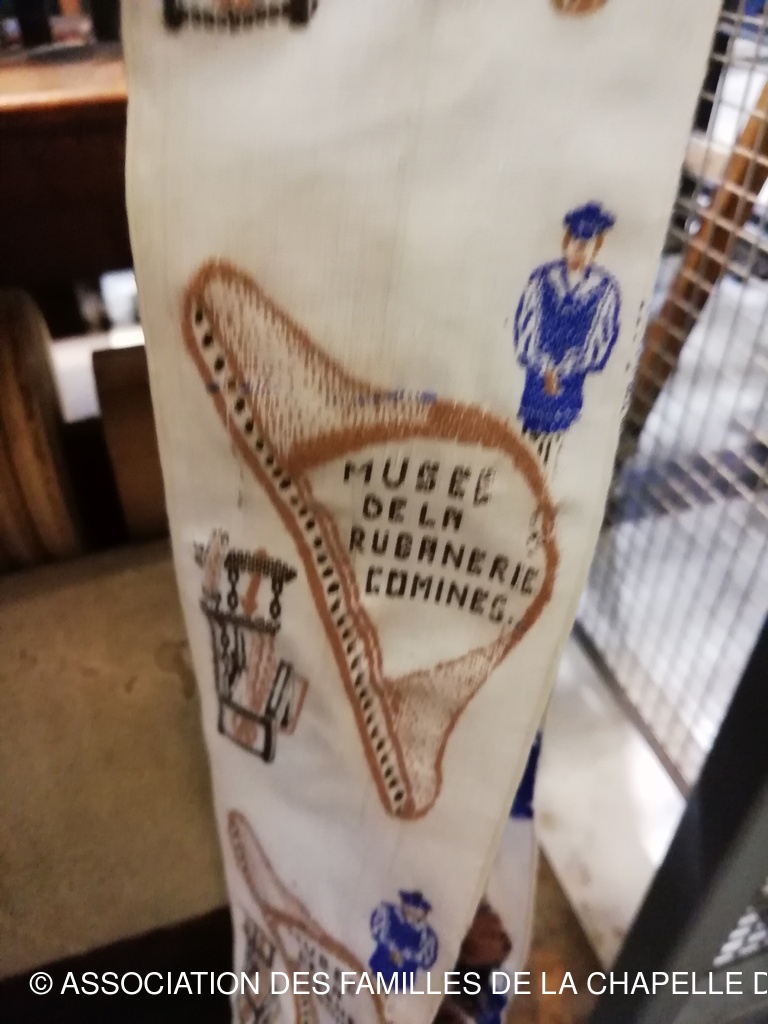 MUSEE
DE LA
RUBANERIE
COMINES.
© ASSOCIATION DES FAMILLES DE LA CHAPELLE D